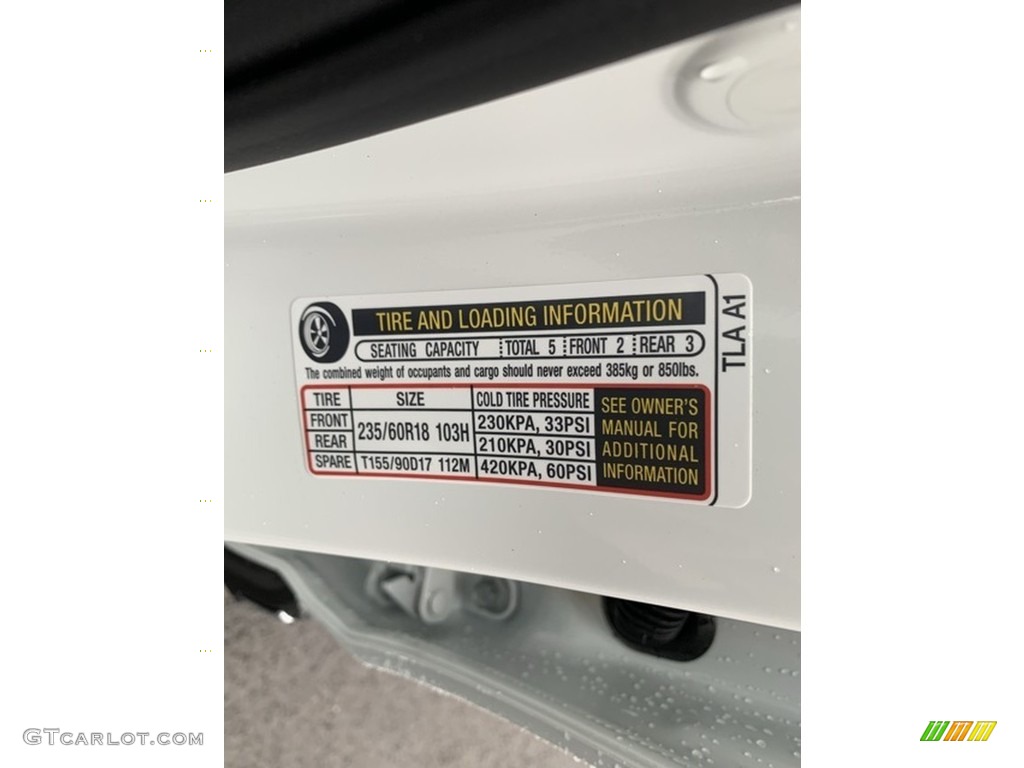 TIRE AND LOADING INFORMATION
SEATING CAPACITY TOTAL 5 FRONT 2 REAR 3
The combined weight of occupants and cargo should never exceed 385kg or 850lbs.
TLA A1
TIRE SIZE COLD TIRE PRESSURE
FRONT 235/60R18 103H 230KPA, 33PSI
REAR 210KPA, 30PSI
SPARE T155/90D17 112M 420KPA, 60PSI
SEE OWNER'S
MANUAL FOR
ADDITIONAL
INFORMATION
GTCARLOT.COM